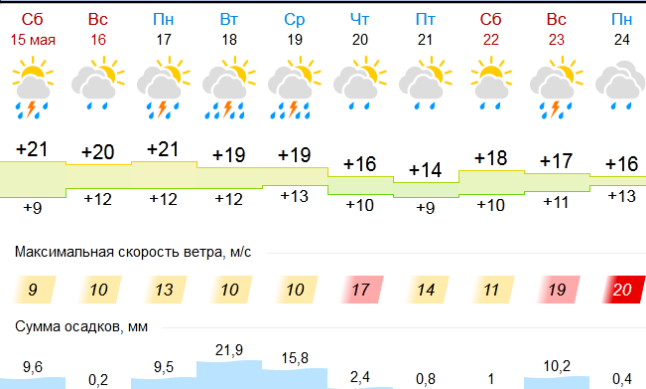 Сб Вс Пн Вт Ср Чт Пт Сб Вс Пн
15 мая 16 17 18 19 20 21 22 23 24
+21 +20 +21 +19 +19 +16 +14 +18 +17 +16
+9 +12 +12 +12 +13 +10 +9 +10 +11 +13
Максимальная скорость ветра, м/с
9 10 13 10 10 17 14 11 19 20
Сумма осадков, мм
9,6 0,2 9,5 21,9 15,8 2,4 0,8 1 10,2 0,4